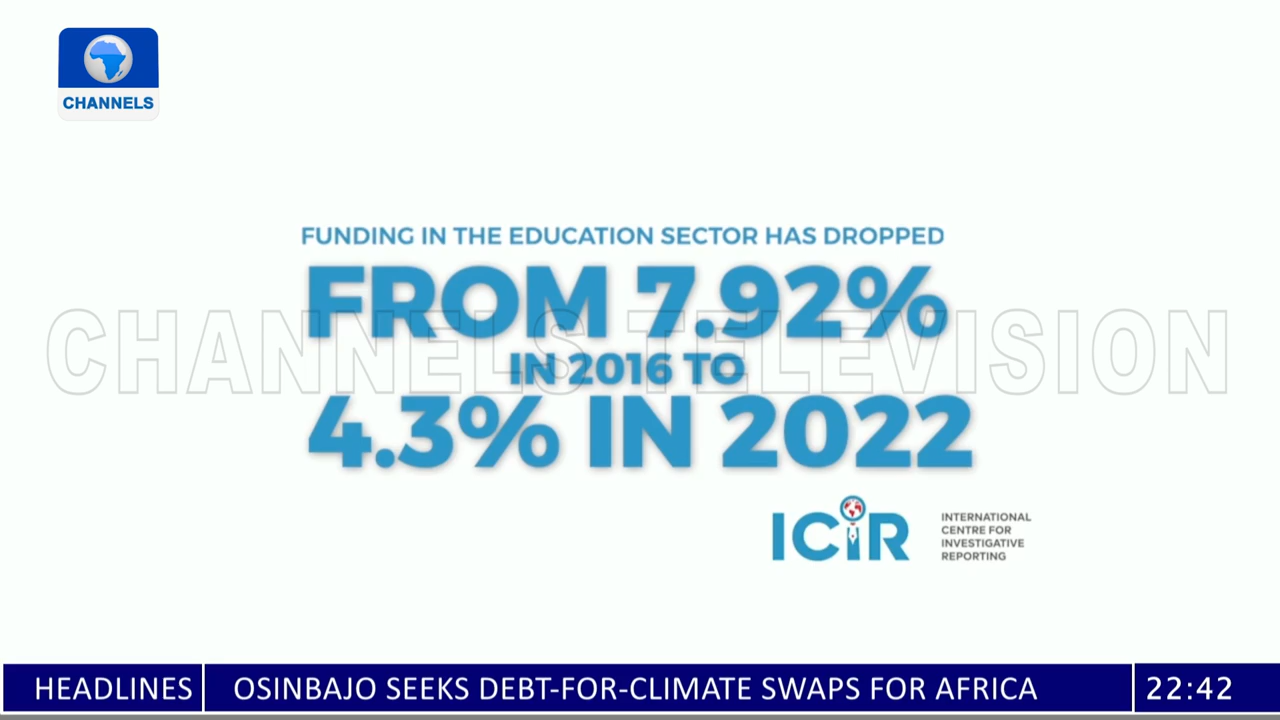 CHANNELS
FUNDING IN THE EDUCATION SECTOR HAS DROPPED
FROM 7.92%
CHANNELS TELEVISION
IN 2016 TO
4.3% IN 2022
ICiR
INTERNATIONAL
CENTRE FOR
INVESTIGATIVE
REPORTING
HEADLINES
OSINBAJO SEEKS DEBT-FOR-CLIMATE SWAPS FOR AFRICA
22:42